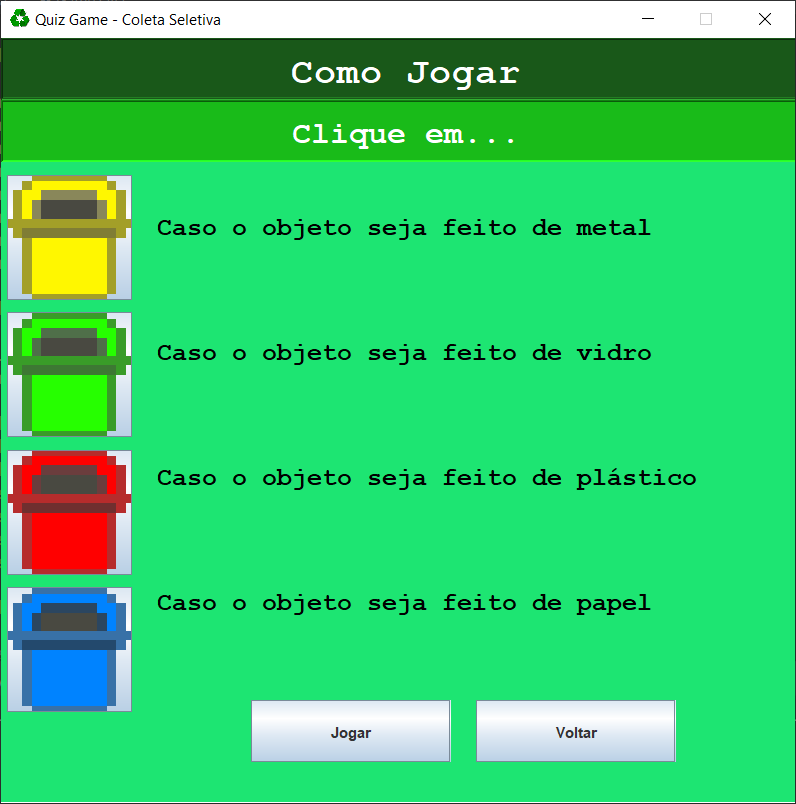 Quiz Game - Coleta Seletiva
Como Jogar
Clique em...
Caso o objeto seja feito de metal
Caso o objeto seja feito de vidro
Caso o objeto seja feito de plástico
Caso o objeto seja feito de papel
Jogar
Voltar